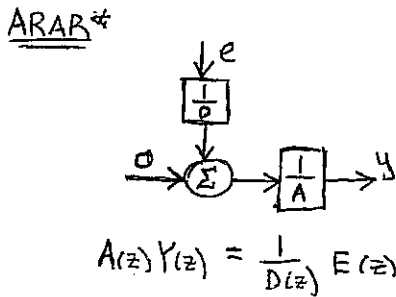 ARAR*
e
1/D
0
Σ
1/A
y
A(z)Y(z) = 1/D(z) E(z)